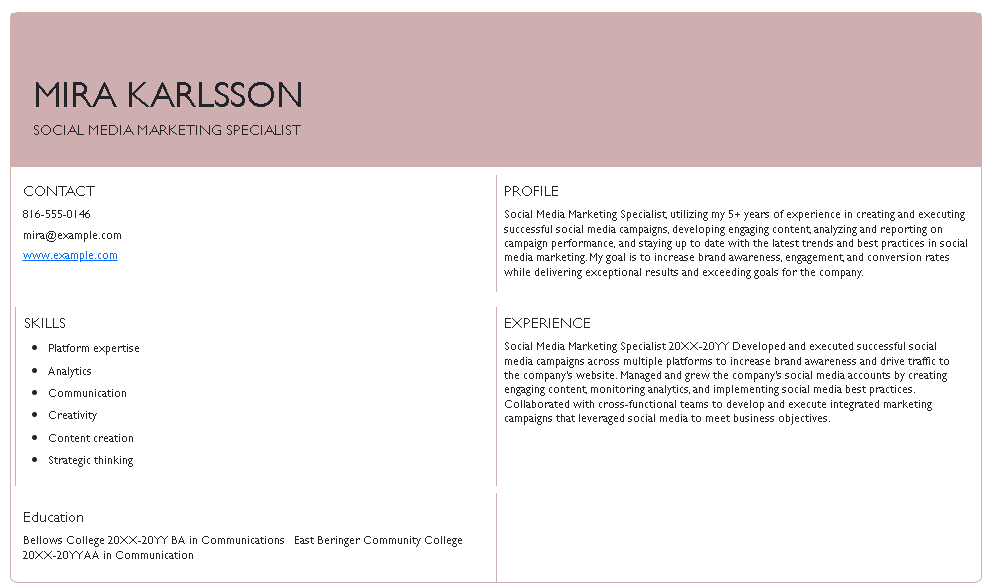 MIRA KARLSSON
SOCIAL MEDIA MARKETING SPECIALIST
CONTACT
816-555-0146
mira@example.com
www.example.com
PROFILE
Social Media Marketing Specialist, utilizing my 5+ years of experience in creating and executing
successful social media campaigns, developing engaging content, analyzing and reporting on
campaign performance, and staying up to date with the latest trends and best practices in social
media marketing. My goal is to increase brand awareness, engagement, and conversion rates
while delivering exceptional results and exceeding goals for the company.
SKILLS
• Platform expertise
• Analytics
• Communication
• Creativity
• Content creation
• Strategic thinking
EXPERIENCE
Social Media Marketing Specialist 20XX-20YY Developed and executed successful social
media campaigns across multiple platforms to increase brand awareness and drive traffic to
the company's website. Managed and grew the company's social media accounts by creating
engaging content, monitoring analytics, and implementing social media best practices.
Collaborated with cross-functional teams to develop and execute integrated marketing
campaigns that leveraged social media to meet business objectives.
Education
Bellows College 20XX-20YY BA in Communications East Beringer Community College
20XX-20YY AA in Communication